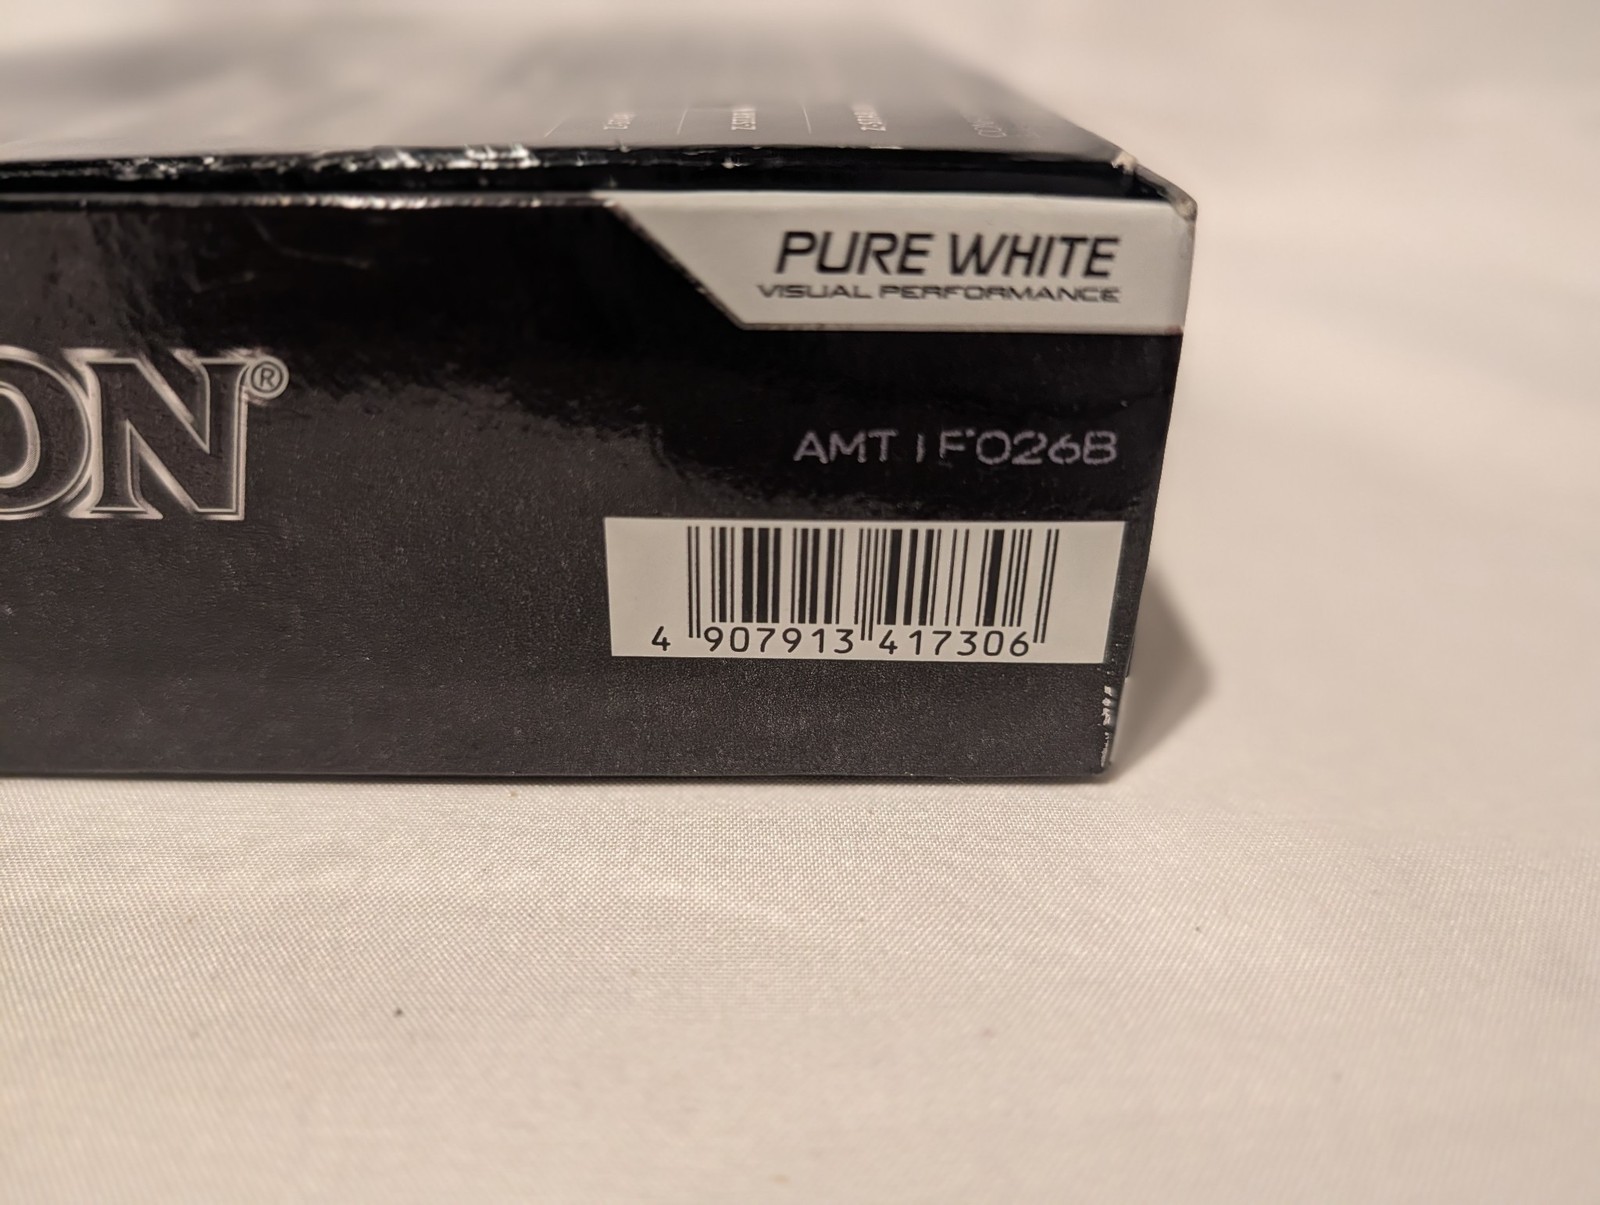 PURE WHITE
VISUAL PERFORMANCE
ON®
AMT | F026B
4 907913 417306